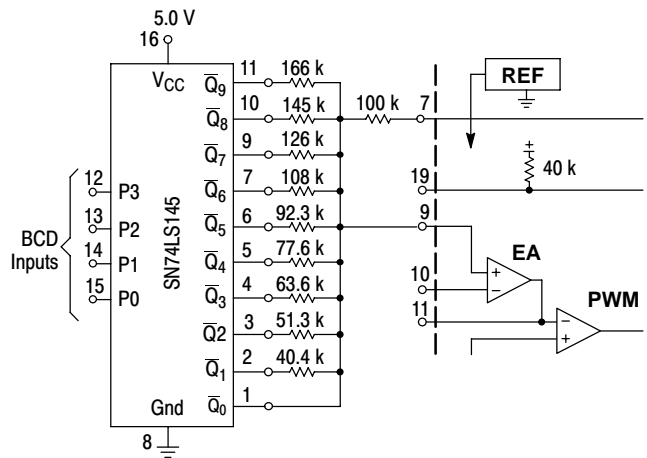 5.0 V
16
VCC
SN74LS145
BCD
Inputs
12 P3
13 P2
14 P1
15 P0
Gnd
8
Q9 11 166 k
Q8 10 145 k
Q7 9 126 k
Q6 7 108 k
Q5 6 92.3 k
Q4 5 77.6 k
Q3 4 63.6 k
Q2 3 51.3 k
Q1 2 40.4 k
Q0 1
100 k 7
REF
+
40 k
19
9
EA
+
−
10
11
PWM
−
+